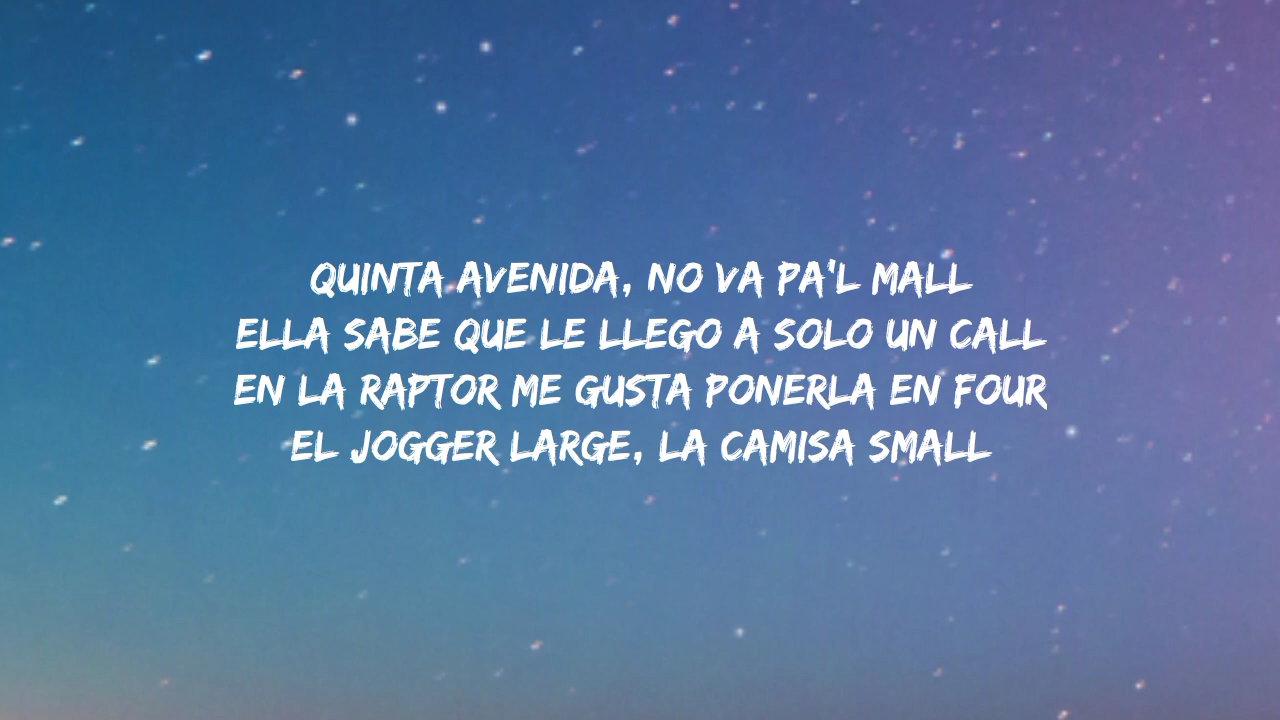 QUINTA AVENIDA, NO VA PA'L MALL
ELLA SABE QUE LE LLEGO A SOLO UN CALL
EN LA RAPTOR ME GUSTA PONERLA EN FOUR
EL JOGGER LARGE, LA CAMISA SMALL